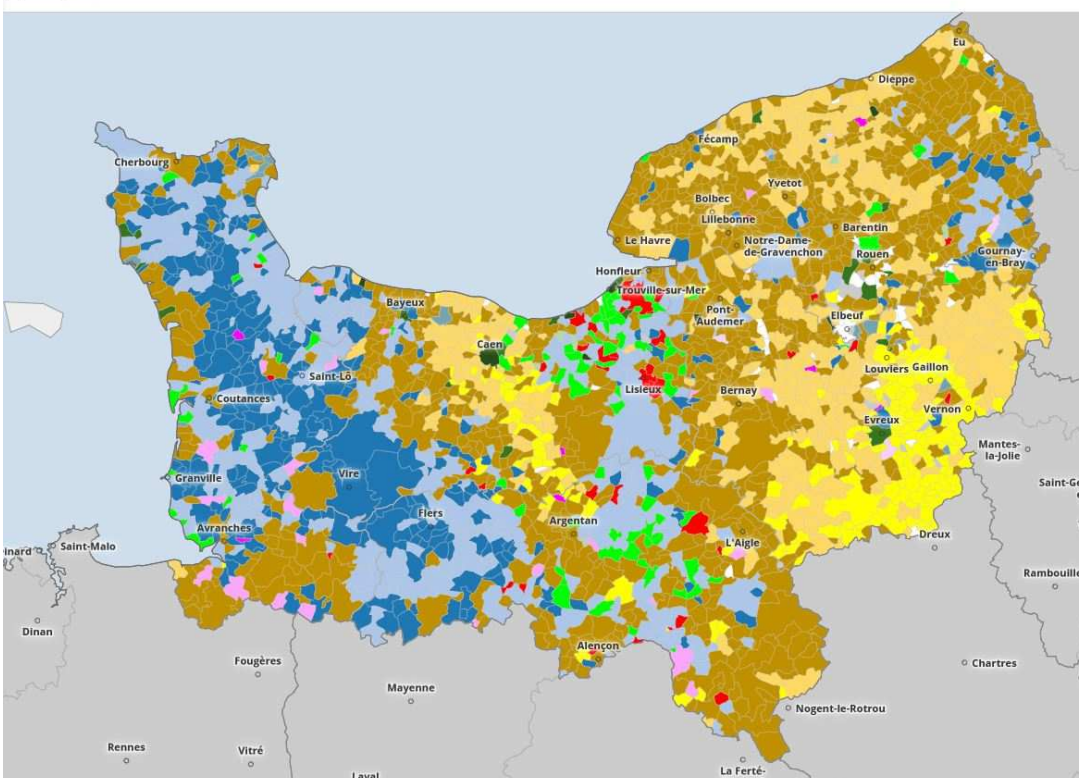 Eu
Dieppe
Fécamp
Cherbourg
Yvetot
Bolbec
Lillebonne
Barentin
Le Havre
Notre-Dame-
de-Gravenchon
Rouen
Gournay-
en-Bray
Honfleur
Trouville-sur-Mer
Bayeux
Pont-
Audemer
Elbeuf
Caen
Louviers
Gaillon
Saint-Lô
Lisieux
Bernay
Coutances
Vernon
Evreux
Mantes-
la-Jolie
Vire
Granville
Saint-Ge
Flers
Argentan
Avranches
L'Aigle
Dreux
inard
Saint-Malo
Rambouille
Dinan
Alençon
Fougères
Chartres
Mayenne
Nogent-le-Rotrou
Rennes
Vitré
Laval
La Ferté-